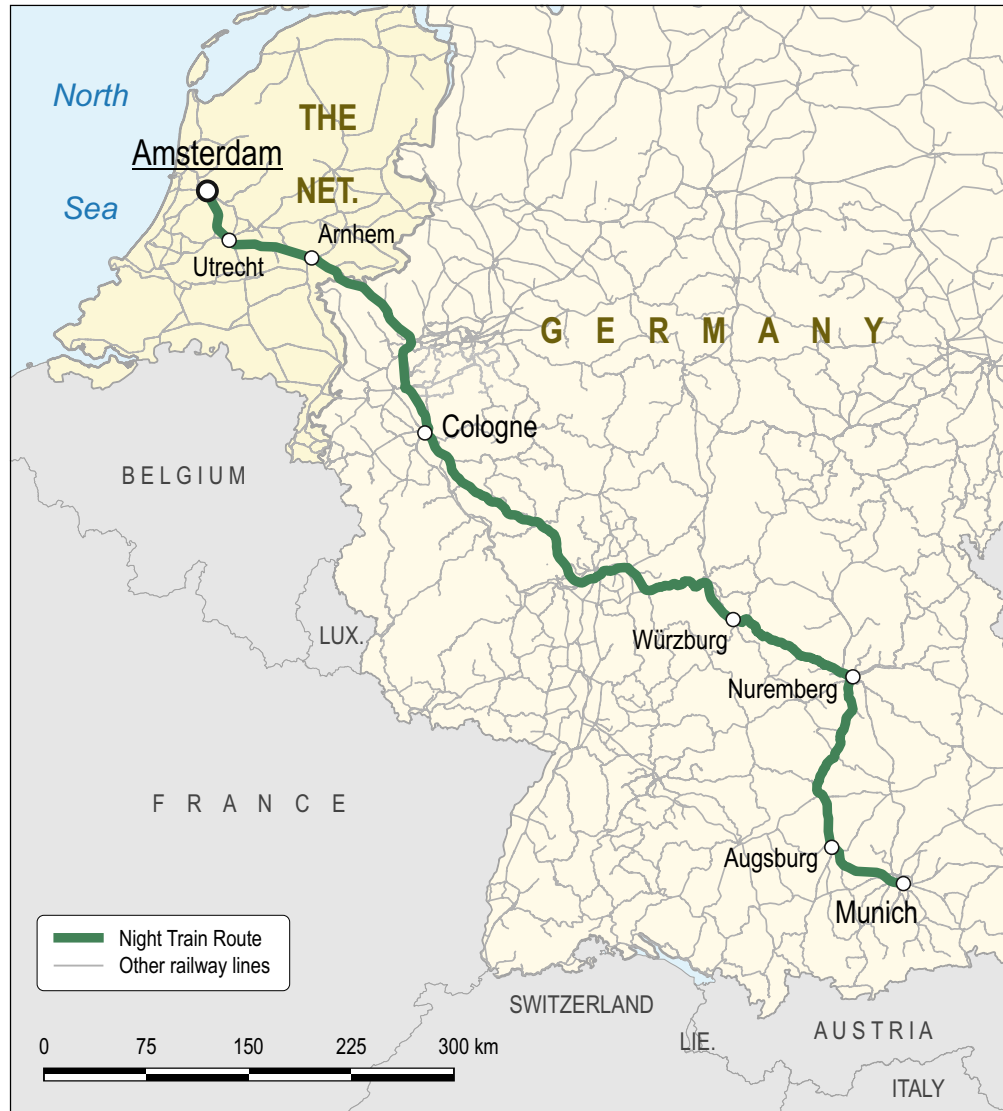 North
Sea
THE
NET.
Amsterdam
Utrecht
Arnhem
G E R M A N Y
Cologne
BELGIUM
LUX.
Würzburg
Nuremberg
F R A N C E
Augsburg
Munich
Night Train Route
Other railway lines
SWITZERLAND
LIE.
AUSTRIA
ITALY
0 75 150 225 300 km